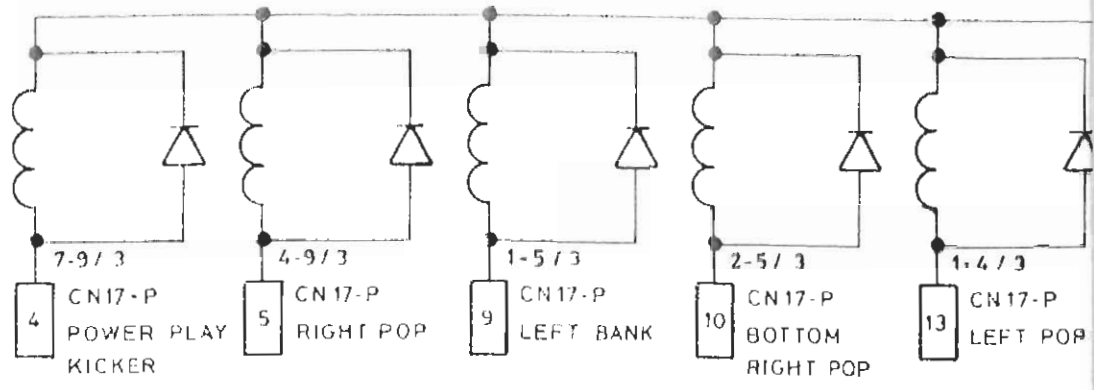 7-9 / 3
4-9 / 3
1-5 / 3
2-5 / 3
1-4 / 3
4
CN17-P
POWER PLAY
KICKER
5
CN17-P
RIGHT POP
9
CN17-P
LEFT BANK
10
CN17-P
BOTTOM
RIGHT POP
13
CN17-P
LEFT POP